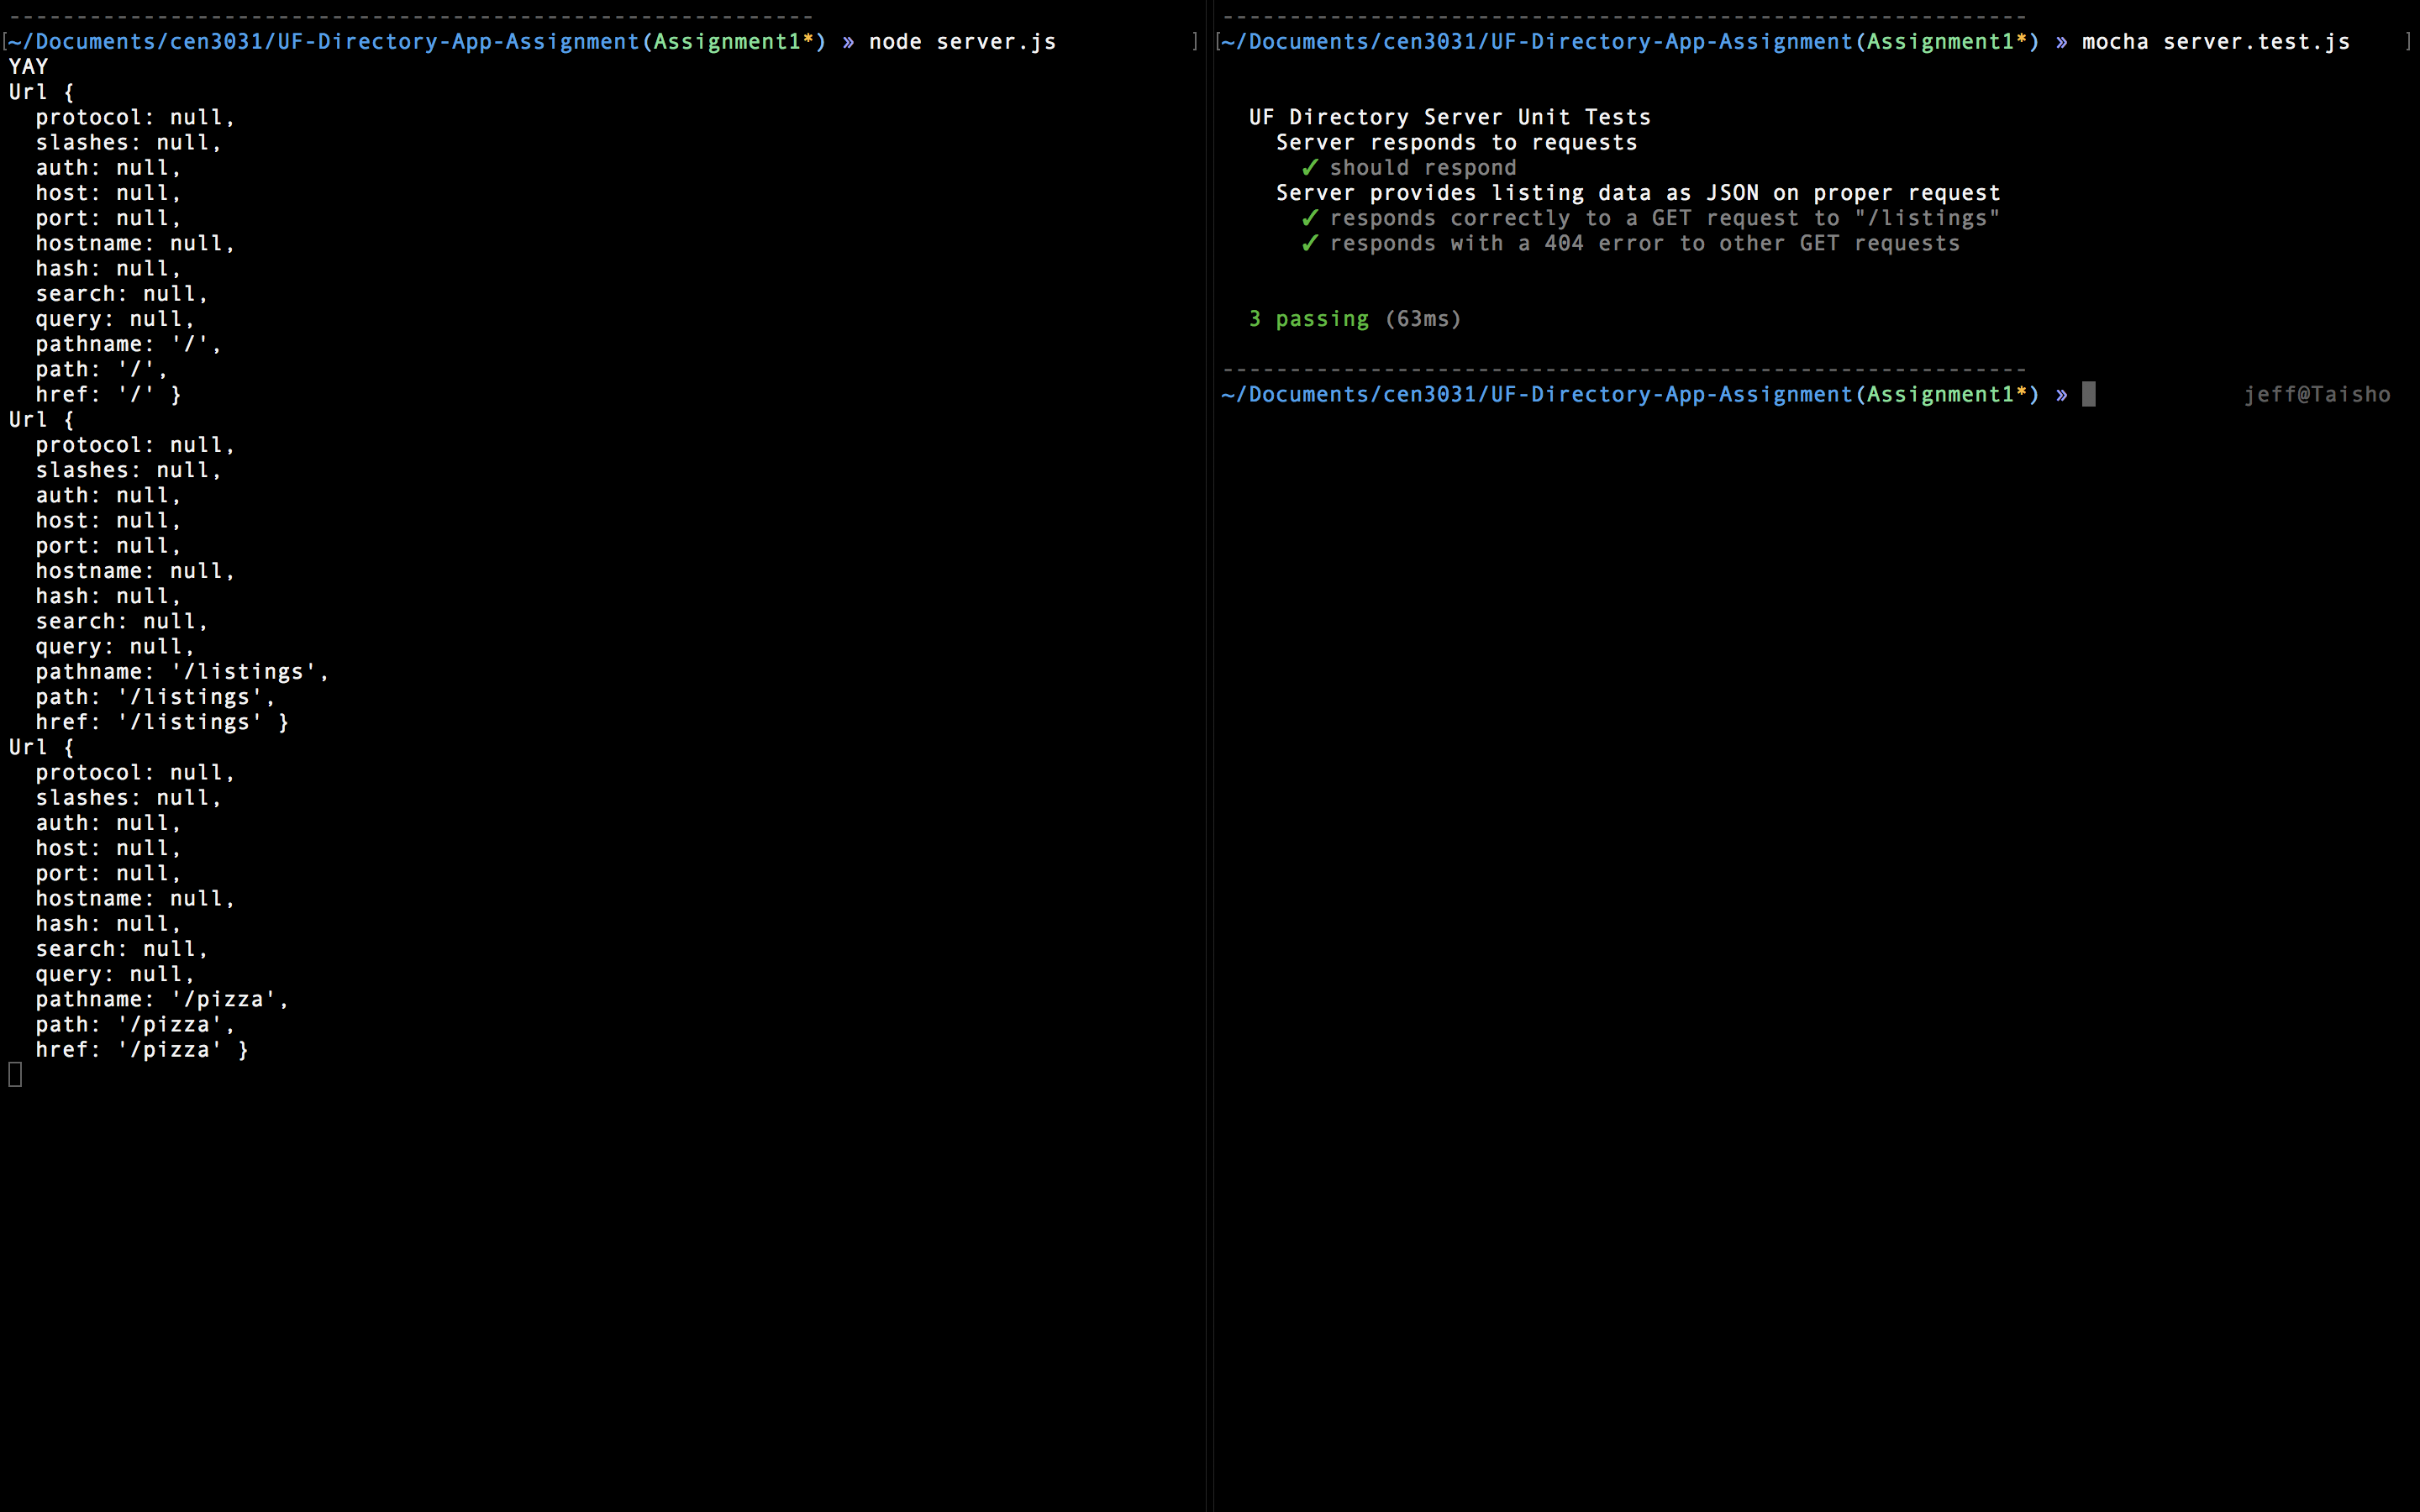 ------------------------------------------------------------
[~/Documents/cen3031/UF-Directory-App-Assignment(Assignment1*) » node server.js ]
YAY
Url {
  protocol: null,
  slashes: null,
  auth: null,
  host: null,
  port: null,
  hostname: null,
  hash: null,
  search: null,
  query: null,
  pathname: '/',
  path: '/',
  href: '/' }
Url {
  protocol: null,
  slashes: null,
  auth: null,
  host: null,
  port: null,
  hostname: null,
  hash: null,
  search: null,
  query: null,
  pathname: '/listings',
  path: '/listings',
  href: '/listings' }
Url {
  protocol: null,
  slashes: null,
  auth: null,
  host: null,
  port: null,
  hostname: null,
  hash: null,
  search: null,
  query: null,
  pathname: '/pizza',
  path: '/pizza',
  href: '/pizza' }
------------------------------------------------------------
[~/Documents/cen3031/UF-Directory-App-Assignment(Assignment1*) » mocha server.test.js ]
  UF Directory Server Unit Tests
    Server responds to requests
      ✓ should respond
    Server provides listing data as JSON on proper request
      ✓ responds correctly to a GET request to "/listings"
      ✓ responds with a 404 error to other GET requests
  3 passing (63ms)
------------------------------------------------------------
~/Documents/cen3031/UF-Directory-App-Assignment(Assignment1*) » jeff@Taisho